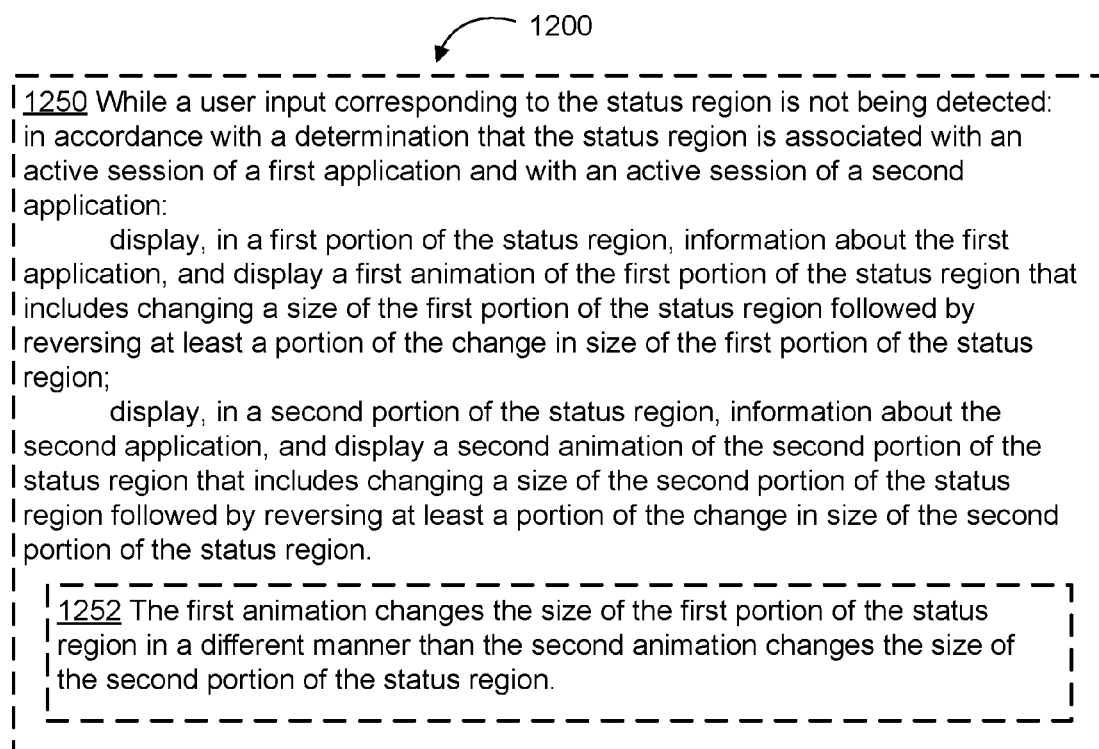 1200
1250 While a user input corresponding to the status region is not being detected:
in accordance with a determination that the status region is associated with an
active session of a first application and with an active session of a second
application:
display, in a first portion of the status region, information about the first
application, and display a first animation of the first portion of the status region that
includes changing a size of the first portion of the status region followed by
reversing at least a portion of the change in size of the first portion of the status
region;
display, in a second portion of the status region, information about the
second application, and display a second animation of the second portion of the
status region that includes changing a size of the second portion of the status
region followed by reversing at least a portion of the change in size of the second
portion of the status region.
1252 The first animation changes the size of the first portion of the status
region in a different manner than the second animation changes the size of
the second portion of the status region.